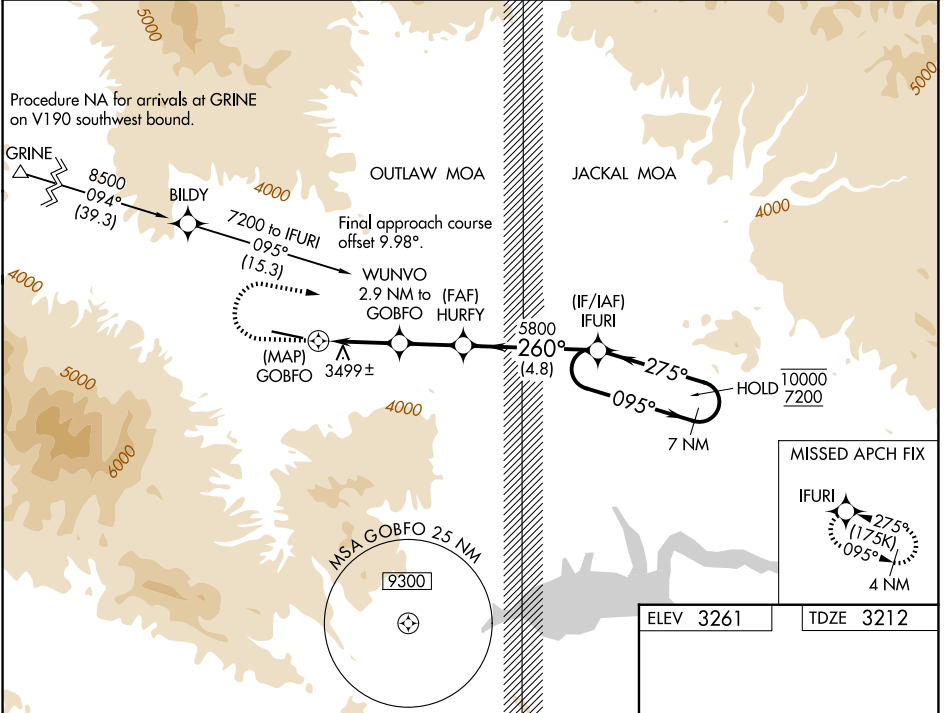 5000
5000
Procedure NA for arrivals at GRINE
on V190 southwest bound.
GRINE
8500
094°
(39.3)
BILDY
4000
OUTLAW MOA
JACKAL MOA
4000
7200 to IFURI
095°
(15.3)
Final approach course
offset 9.98°.
4000
WUNVO
2.9 NM to
GOBFO
(FAF)
HURFY
(IF/IAF)
IFURI
5800
260°
(4.8)
(MAP)
GOBFO
3499±
275°
095°
HOLD
10000
7200
7 NM
5000
4000
6000
MISSED APCH FIX
IFURI
275°
(175K)
095°
4 NM
MSA GOBFO 25 NM
9300
ELEV 3261
TDZE 3212